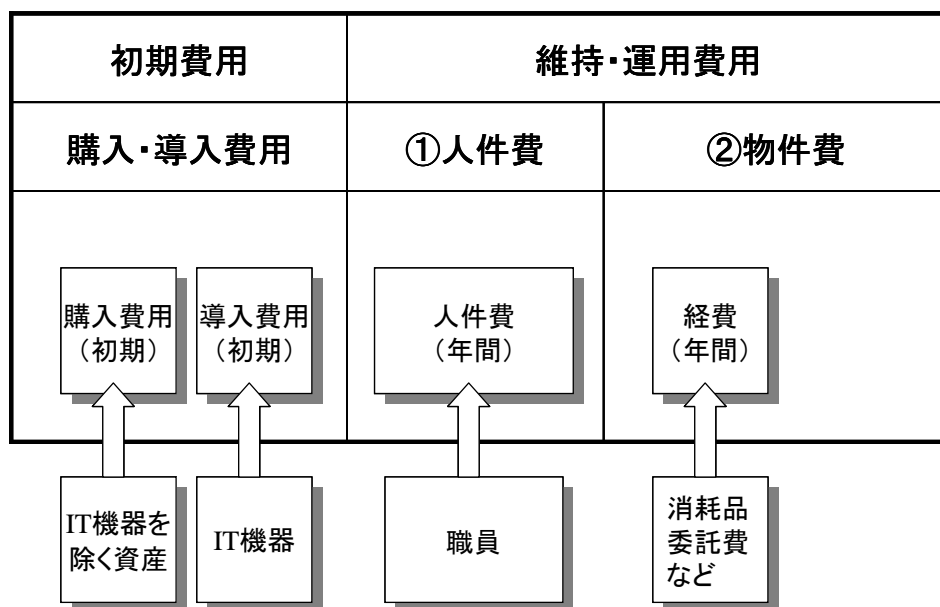 初期費用
維持・運用費用
購入・導入費用
①人件費
②物件費
購入費用
（初期）
導入費用
（初期）
人件費
（年間）
経費
（年間）
IT機器を
除く資産
IT機器
職員
消耗品
委託費
など